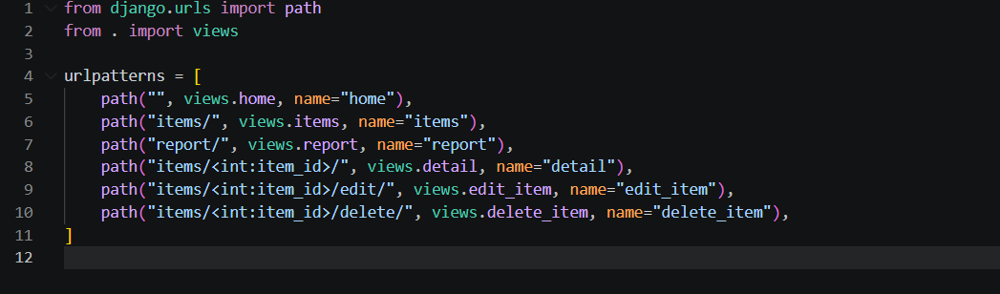 1 from django.urls import path
2 from . import views
3
4 urlpatterns = [
5     path("", views.home, name="home"),
6     path("items/", views.items, name="items"),
7     path("report/", views.report, name="report"),
8     path("items/<int:item_id>/", views.detail, name="detail"),
9     path("items/<int:item_id>/edit/", views.edit_item, name="edit_item"),
10     path("items/<int:item_id>/delete/", views.delete_item, name="delete_item"),
11 ]
12